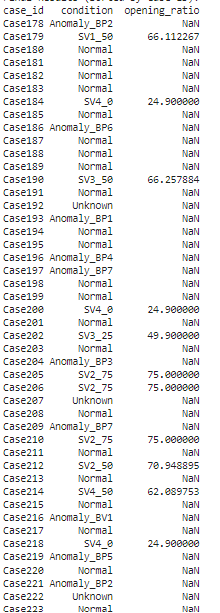 Case_id condition opening_ratio
Case178 Anomaly_BP2 NaN
Case179 SV1_50 66.112267
Case180 Normal NaN
Case181 Normal NaN
Case182 Normal NaN
Case183 Normal NaN
Case184 SV4_0 24.900000
Case185 Normal NaN
Case186 Anomaly_BP6 NaN
Case187 Normal NaN
Case188 Normal NaN
Case189 Normal NaN
Case190 SV3_50 66.257884
Case191 Normal NaN
Case192 Unknown NaN
Case193 Anomaly_BP1 NaN
Case194 Normal NaN
Case195 Normal NaN
Case196 Anomaly_BP4 NaN
Case197 Anomaly_BP7 NaN
Case198 Normal NaN
Case199 Normal NaN
Case200 SV4_0 24.900000
Case201 Normal NaN
Case202 SV3_25 49.900000
Case203 Normal NaN
Case204 Anomaly_BP3 NaN
Case205 SV2_75 75.000000
Case206 SV2_75 75.000000
Case207 Unknown NaN
Case208 Normal NaN
Case209 Anomaly_BP7 NaN
Case210 SV2_75 75.000000
Case211 Normal NaN
Case212 SV2_50 70.948895
Case213 Normal NaN
Case214 SV4_50 62.089753
Case215 Normal NaN
Case216 Anomaly_BV1 NaN
Case217 Normal NaN
Case218 SV4_0 24.900000
Case219 Anomaly_BP5 NaN
Case220 Normal NaN
Case221 Anomaly_BP2 NaN
Case222 Unknown NaN
Case223 Normal NaN